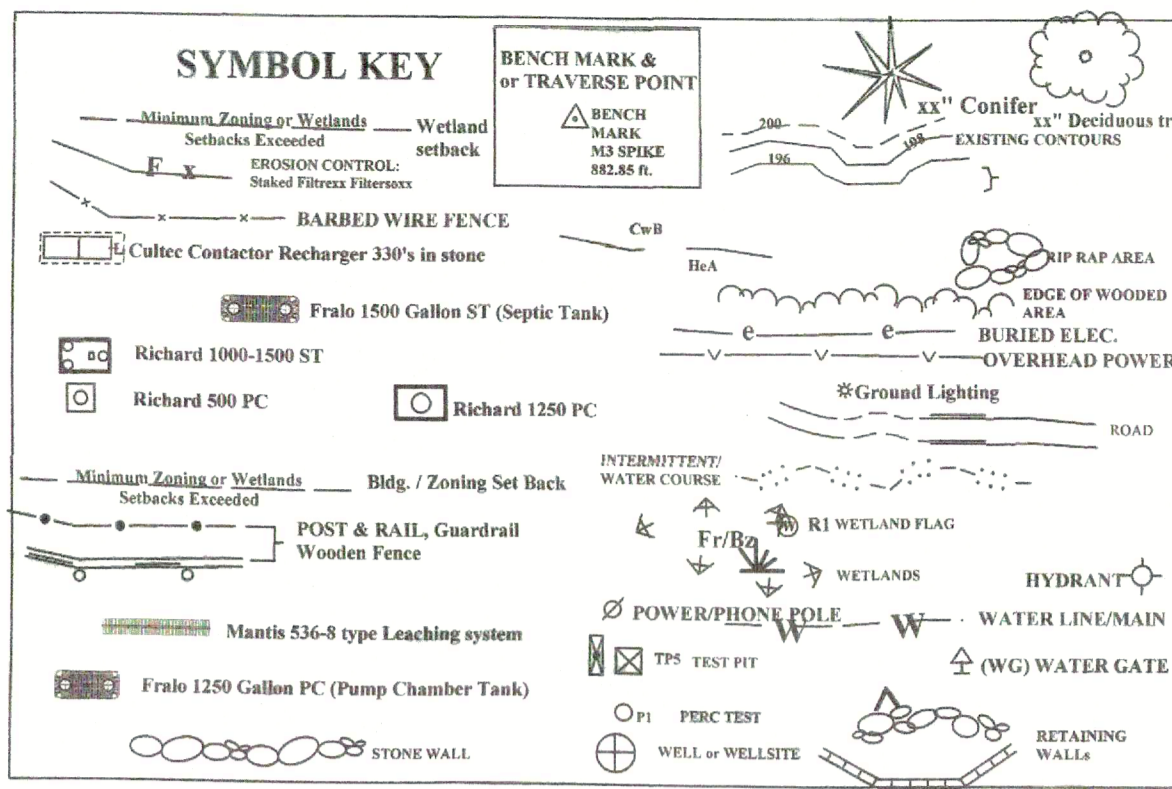 SYMBOL KEY
Minimum Zoning or Wetlands
Setbacks Exceeded
Wetland
setback
F x
EROSION CONTROL:
Staked Filtrexx Filtersoxx
x x x
BARBED WIRE FENCE
Cultec Contactor Recharger 330's in stone
Fralo 1500 Gallon ST (Septic Tank)
Richard 1000-1500 ST
Richard 500 PC
Richard 1250 PC
Minimum Zoning or Wetlands
Setbacks Exceeded
Bldg. / Zoning Set Back
POST & RAIL, Guardrail
Wooden Fence
Mantis 536-8 type Leaching system
Fralo 1250 Gallon PC (Pump Chamber Tank)
STONE WALL
BENCH MARK &
or TRAVERSE POINT
BENCH
MARK
M3 SPIKE
882.85 ft.
xx" Conifer
xx" Deciduous tr
200
198
196
EXISTING CONTOURS
CwB
HeA
RIP RAP AREA
EDGE OF WOODED
AREA
e e
BURIED ELEC.
V V V
OVERHEAD POWER
Ground Lighting
ROAD
INTERMITTENT/
WATER COURSE
Fr/Bz
W R1 WETLAND FLAG
WETLANDS
HYDRANT
POWER/PHONE POLE
W W
WATER LINE/MAIN
TP5 TEST PIT
(WG) WATER GATE
P1 PERC TEST
WELL or WELLSITE
RETAINING
WALLs